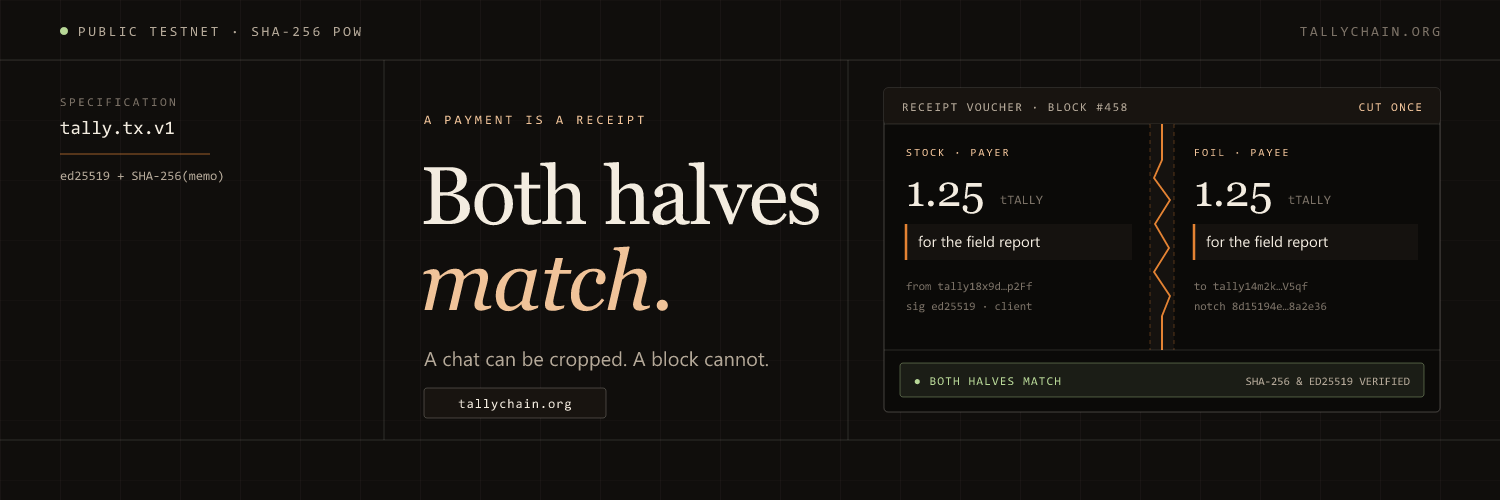 PUBLIC TESTNET · SHA-256 POW
TALLYCHAIN.ORG
SPECIFICATION
tally.tx.v1
ed25519 + SHA-256(memo)
A PAYMENT IS A RECEIPT
Both halves
match.
A chat can be cropped. A block cannot.
tallychain.org
RECEIPT VOUCHER · BLOCK #458
CUT ONCE
STOCK · PAYER
1.25 tTALLY
for the field report
from tally18x9d…p2Ff
sig ed25519 · client
FOIL · PAYEE
1.25 tTALLY
for the field report
to tally14m2k…V5qf
notch 8d15194e…8a2e36
BOTH HALVES MATCH
SHA-256 & ED25519 VERIFIED